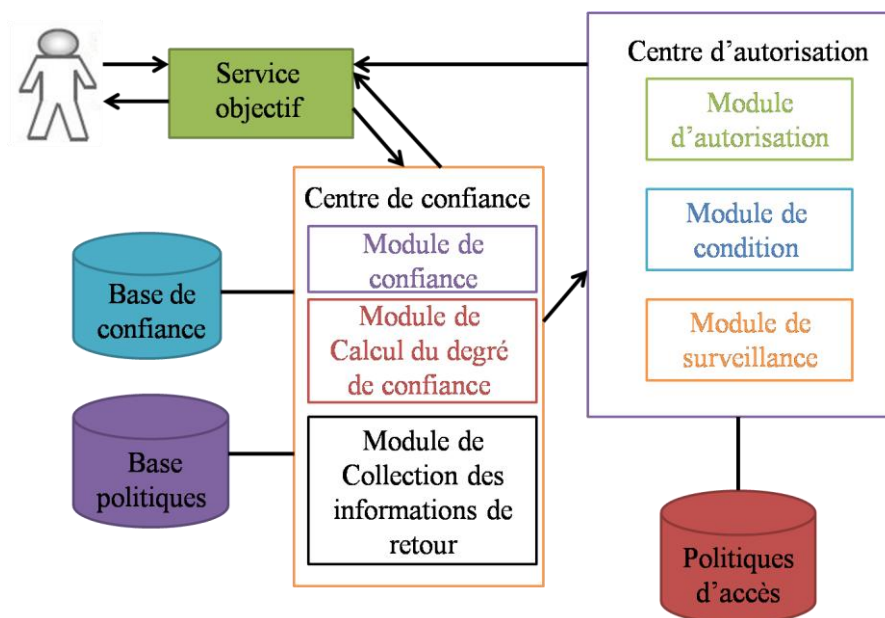 Service
objectif
Centre d'autorisation
Module
d'autorisation
Module de
condition
Module de
surveillance
Centre de confiance
Module de
confiance
Module de
Calcul du degré
de confiance
Module de
Collection des
informations de
retour
Base de
confiance
Base
politiques
Politiques
d'accès